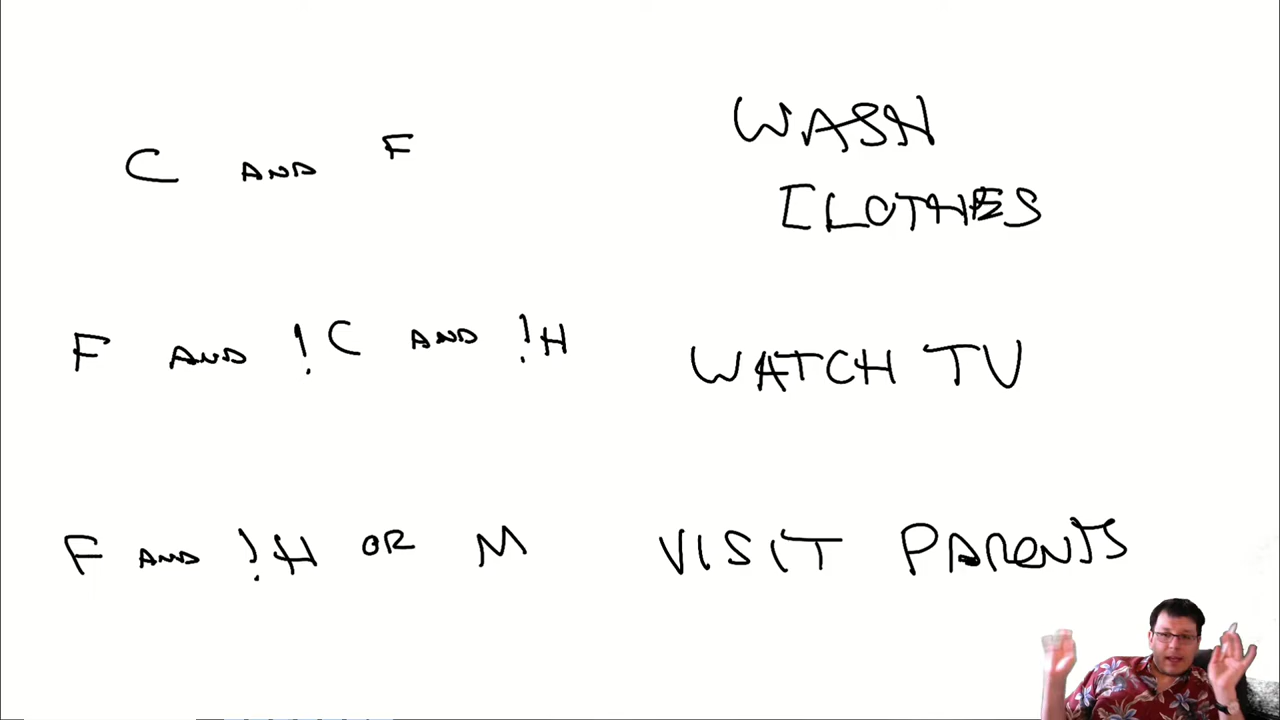 C AND F
WASH
CLOTHES
F AND !C AND !H
WATCH TV
F AND !H OR M
VISIT PARENTS